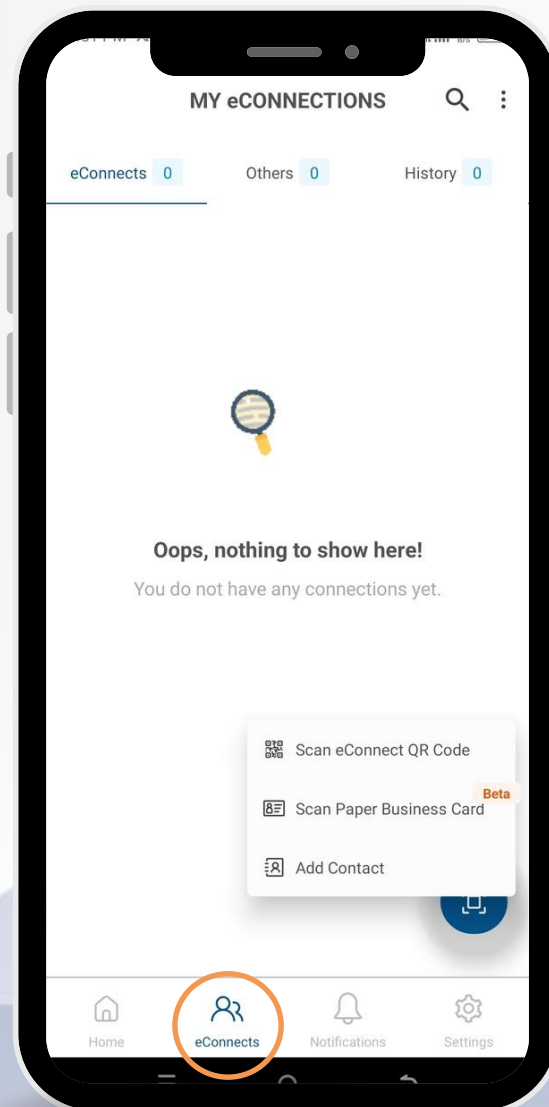 MY eCONNECTIONS
eConnects 0 Others 0 History 0
Oops, nothing to show here!
You do not have any connections yet.
Scan eConnect QR Code
Beta
Scan Paper Business Card
Add Contact
Home eConnects Notifications Settings